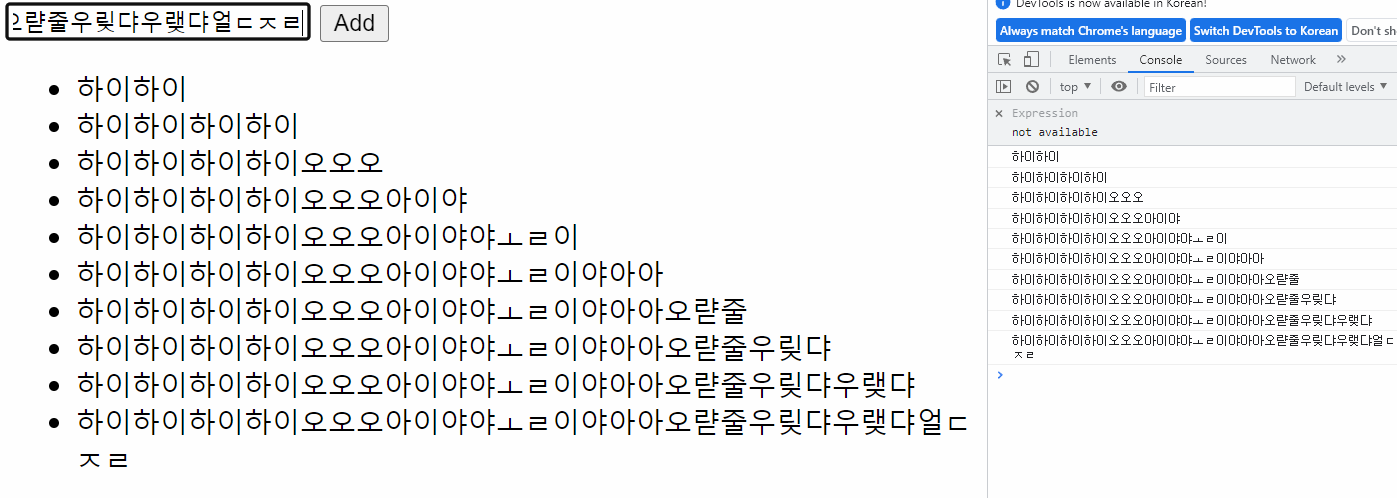 오랻줄우릦댜우럊댜얼ㄷㅈㄹ Add
하이하이
하이하이하이하이
하이하이하이하이오오오
하이하이하이하이오오오아이야
하이하이하이하이오오오아이야야ㅗㄹ이
하이하이하이하이오오오아이야야ㅗㄹ이야아아
하이하이하이하이오오오아이야야ㅗㄹ이야아아오랻줄
하이하이하이하이오오오아이야야ㅗㄹ이야아아오랻줄우릦댜
하이하이하이하이오오오아이야야ㅗㄹ이야아아오랻줄우릦댜우럊댜
하이하이하이하이오오오아이야야ㅗㄹ이야아아오랻줄우릦댜우럊댜얼ㄷ
ㅈㄹ
DevTools is now available in Korean!
Always match Chrome's language Switch DevTools to Korean Don't sh
Elements Console Sources Network »
top ▼ Filter Default levels ▼
× Expression
not available
하이하이
하이하이하이하이
하이하이하이하이오오오
하이하이하이하이오오오아이야
하이하이하이하이오오오아이야야ㅗㄹ이
하이하이하이하이오오오아이야야ㅗㄹ이야아아
하이하이하이하이오오오아이야야ㅗㄹ이야아아오랻줄
하이하이하이하이오오오아이야야ㅗㄹ이야아아오랻줄우릦댜
하이하이하이하이오오오아이야야ㅗㄹ이야아아오랻줄우릦댜우럊댜
하이하이하이하이오오오아이야야ㅗㄹ이야아아오랻줄우릦댜우럊댜얼ㄷ
ㅈㄹ